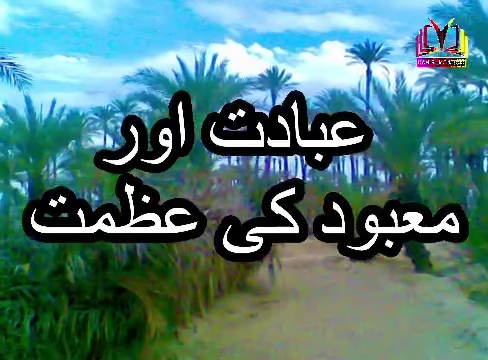 عبادت اور
معبود کی عظمت